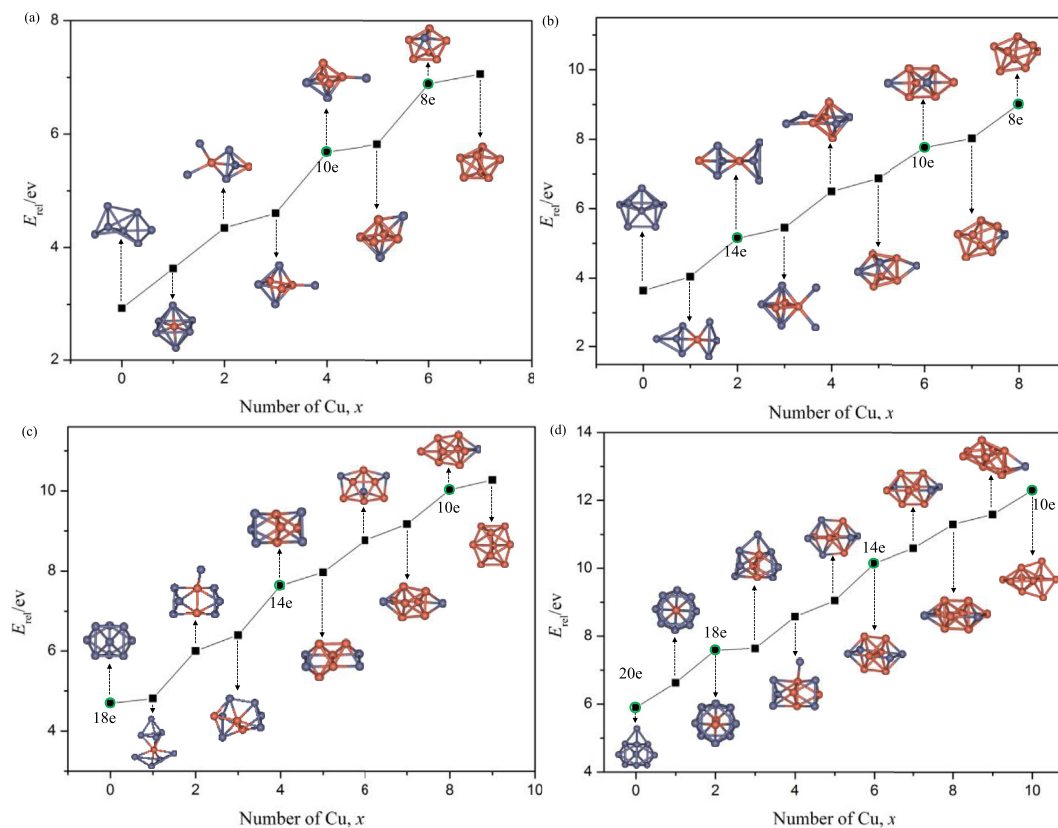 (a)
8
6
4
2
E_rel/ev
8e
10e
0 2 4 6 8
Number of Cu, x
(b)
10
8
6
4
2
E_rel/ev
8e
10e
14e
0 2 4 6 8
Number of Cu, x
(c)
10
8
6
4
E_rel/ev
10e
14e
18e
0 2 4 6 8 10
Number of Cu, x
(d)
14
12
10
8
6
4
E_rel/ev
10e
14e
18e
20e
0 2 4 6 8 10
Number of Cu, x